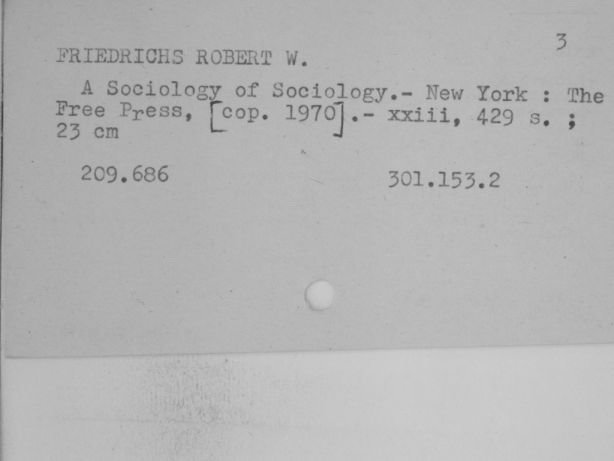 3
FRIEDRICHS ROBERT W.
A Sociology of Sociology.- New York : The
Free Press, [cop. 1970].- xxiii, 429 s. ;
23 cm
209.686 301.153.2